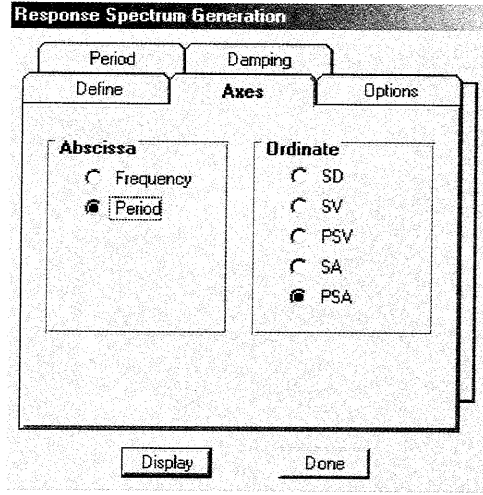 Response Spectrum Generation
Period Damping
Define Axes Options
Abscissa
Frequency
Period
Ordinate
SD
SV
PSV
SA
PSA
Display Done